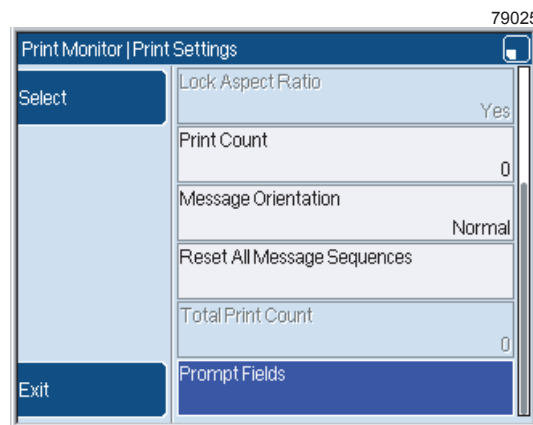 79025
Print Monitor | Print Settings
Select
Lock Aspect Ratio
Yes
Print Count
0
Message Orientation
Normal
Reset All Message Sequences
Total Print Count
0
Prompt Fields
Exit